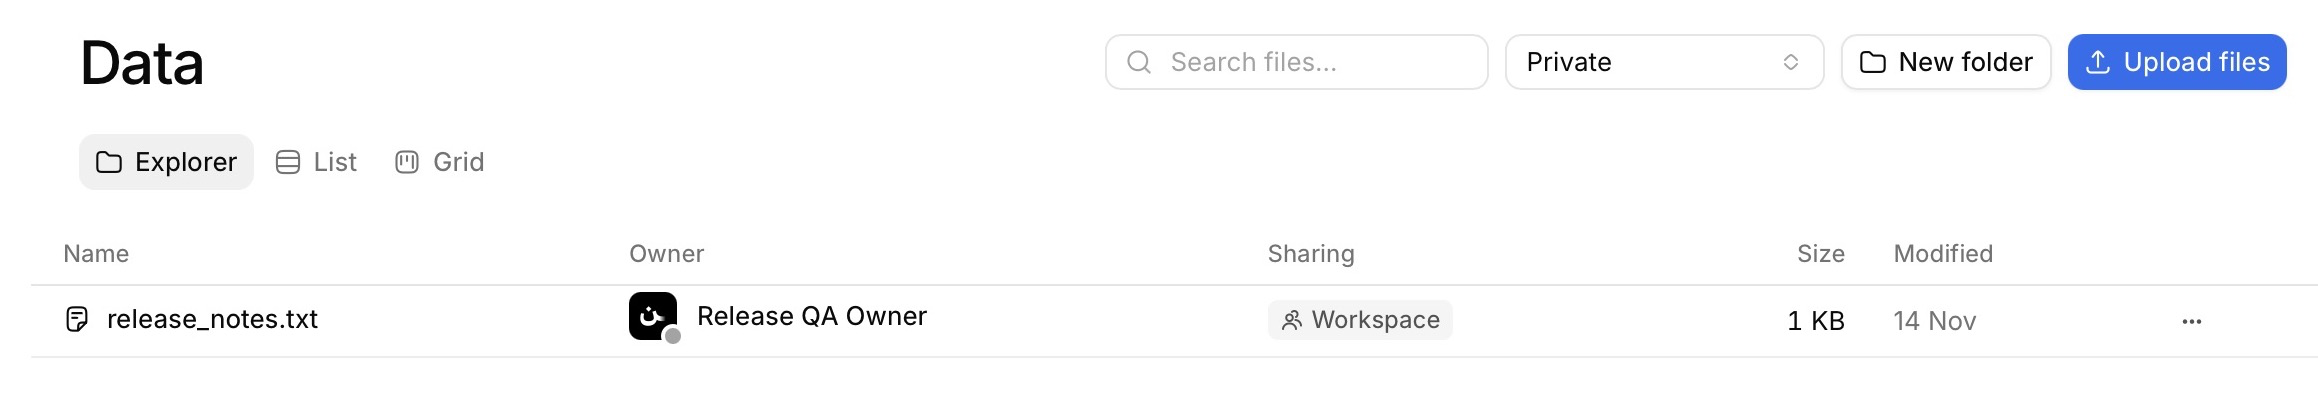 Data
Search files...
Private
New folder
Upload files
Explorer
List
Grid
Name
Owner
Sharing
Size
Modified
release_notes.txt
Release QA Owner
Workspace
1 KB
14 Nov